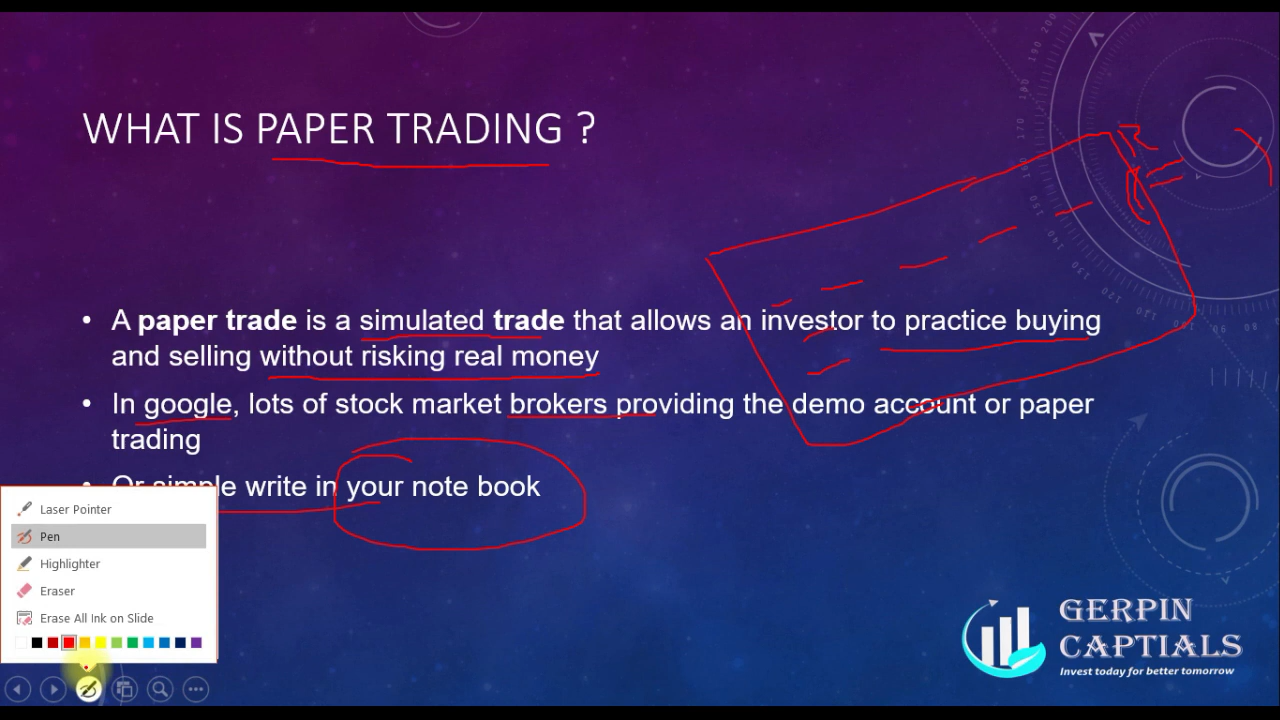 WHAT IS PAPER TRADING ?
• A paper trade is a simulated trade that allows an investor to practice buying
and selling without risking real money
• In google, lots of stock market brokers providing the demo account or paper
trading
• Or simple write in your note book
Laser Pointer
Pen
Highlighter
Eraser
Erase All Ink on Slide
GERPIN
CAPTIALS
Invest today for better tomorrow